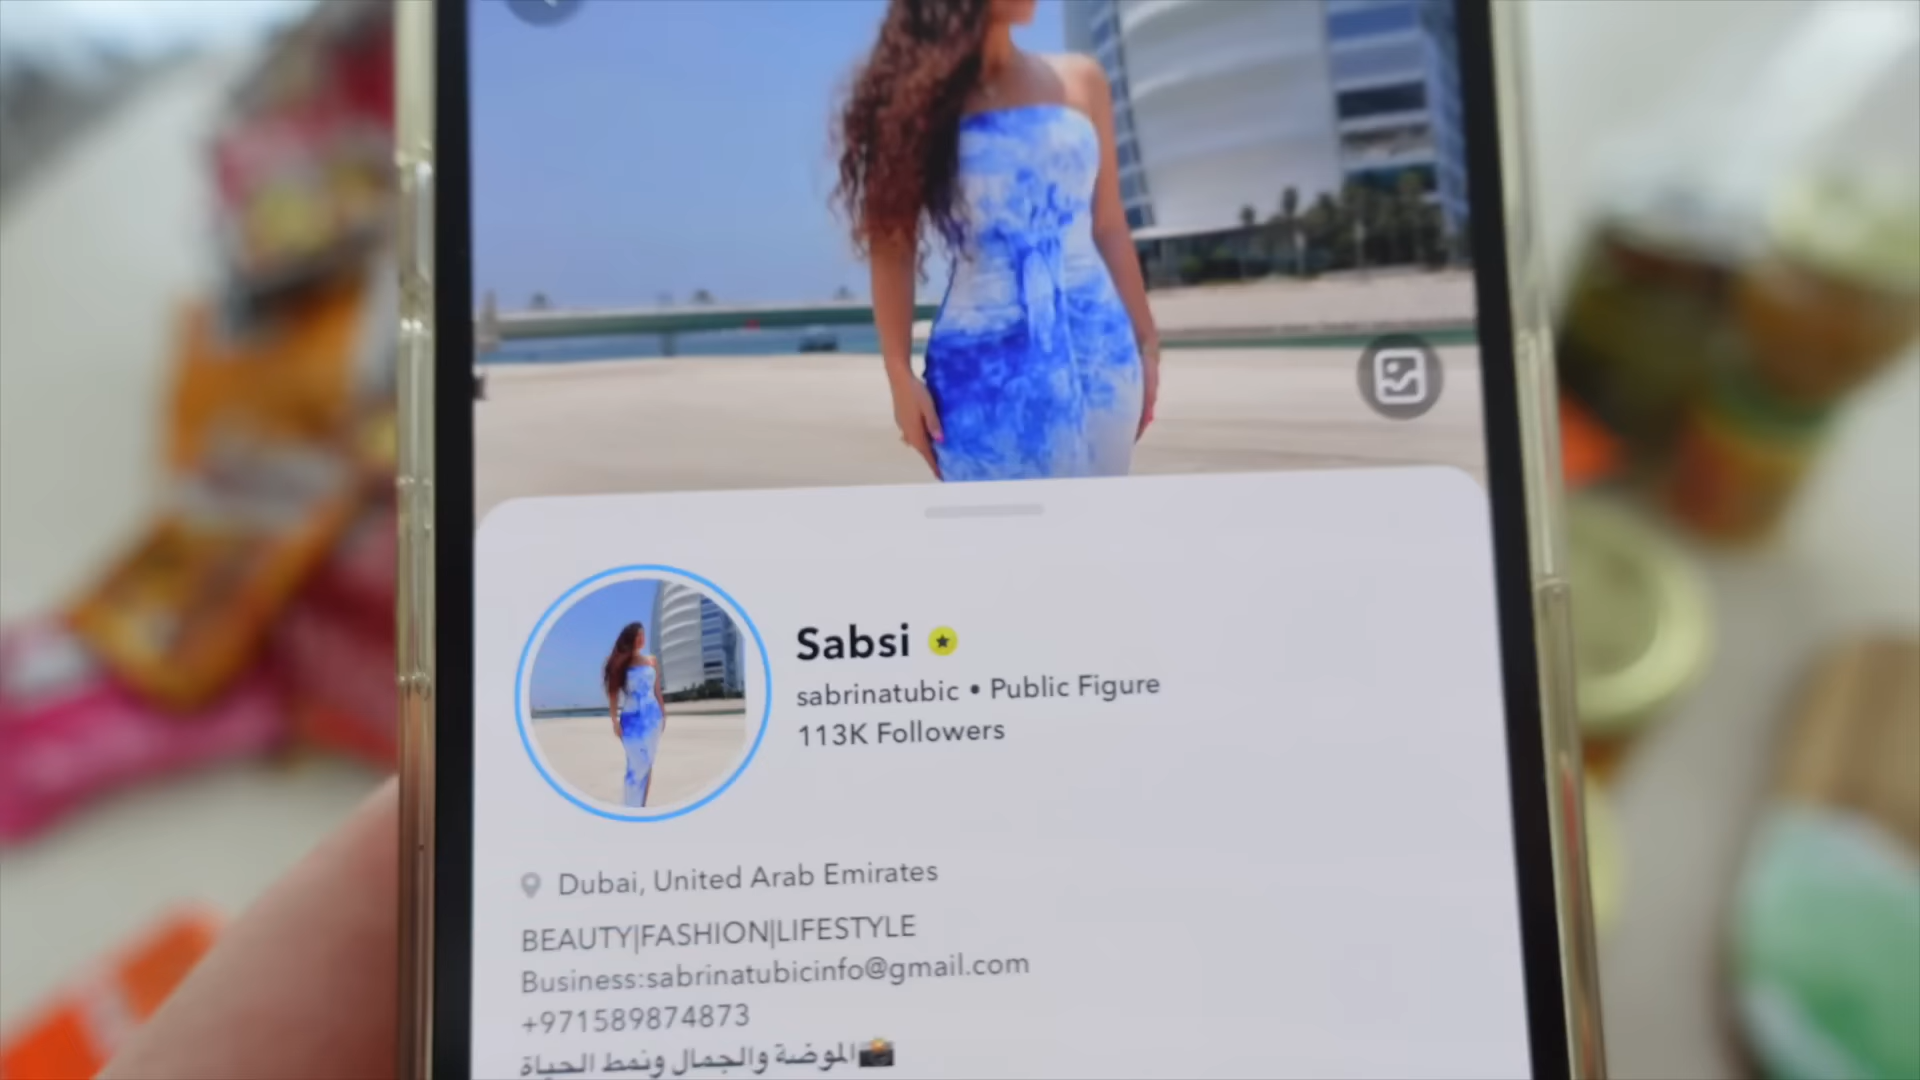 Sabsi
sabrinatubic • Public Figure
113K Followers
Dubai, United Arab Emirates
BEAUTY|FASHION|LIFESTYLE
Business:sabrinatubicinfo@gmail.com
+971589874873
الموضة والجمال ونمط الحياة📸